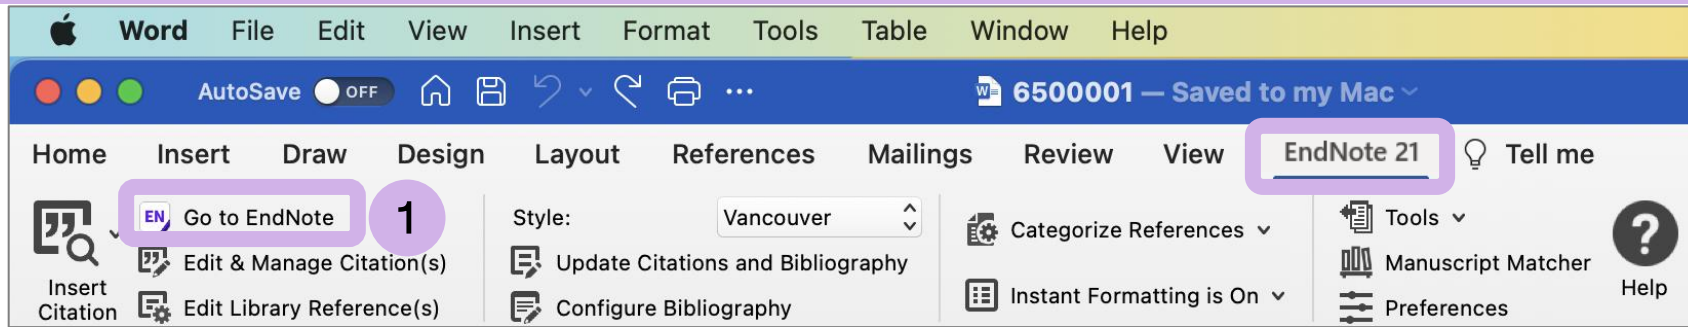 Word File Edit View Insert Format Tools Table Window Help
AutoSave OFF ... W 6500001 — Saved to my Mac
Home Insert Draw Design Layout References Mailings Review View EndNote 21 Tell me
EN Go to EndNote 1
Edit & Manage Citation(s)
Edit Library Reference(s)
Insert
Citation
Style: Vancouver
Update Citations and Bibliography
Configure Bibliography
Categorize References
Instant Formatting is On
Tools
Manuscript Matcher
Preferences
?
Help